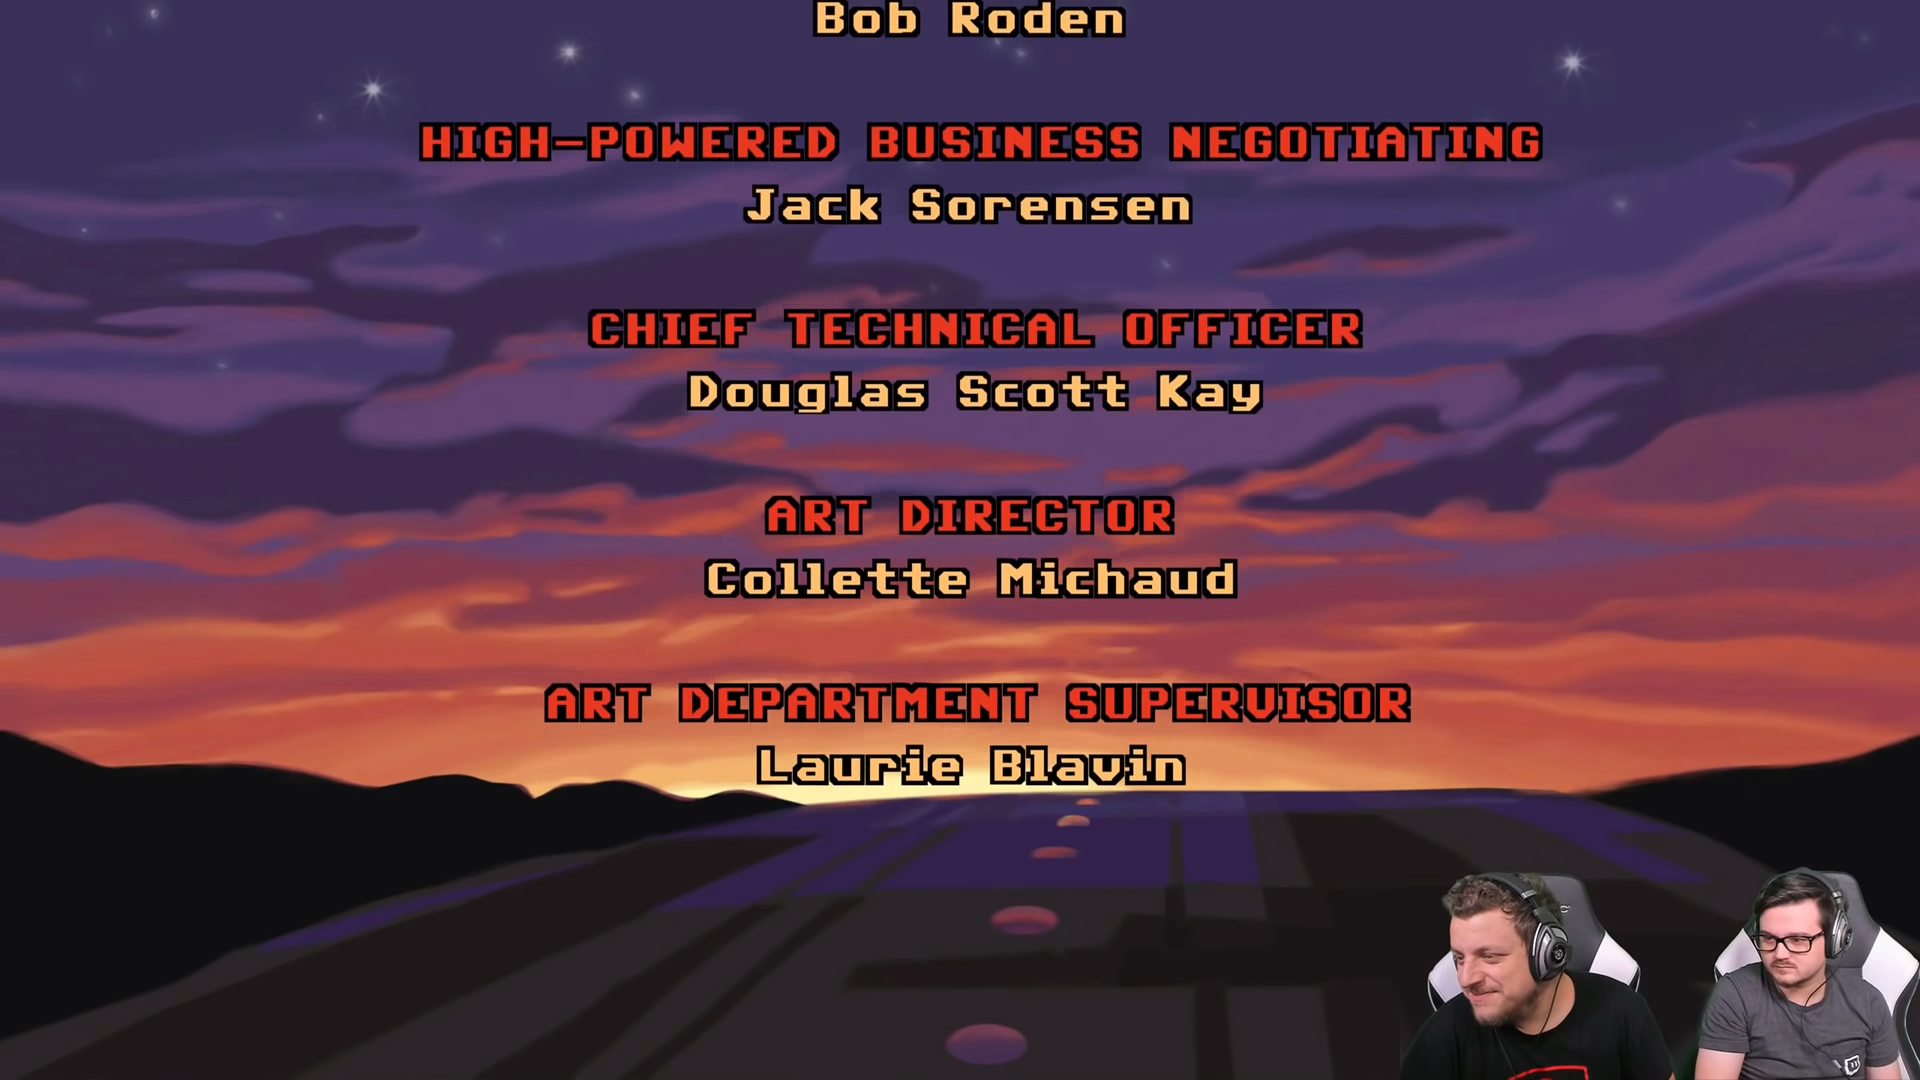 Bob Roden
HIGH-POWERED BUSINESS NEGOTIATING
Jack Sorensen
CHIEF TECHNICAL OFFICER
Douglas Scott Kay
ART DIRECTOR
Collette Michaud
ART DEPARTMENT SUPERVISOR
Laurie Blavin